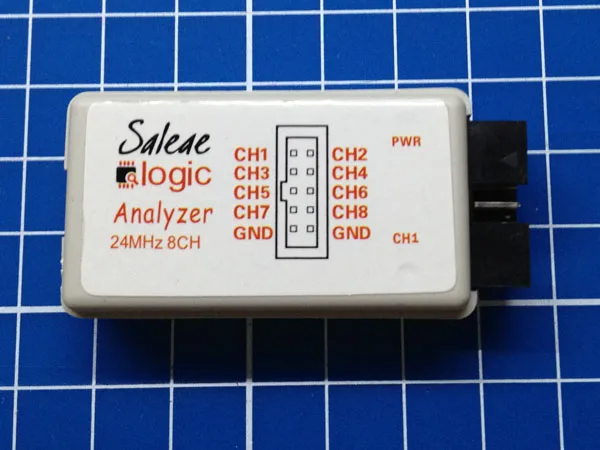 Saleae
logic
Analyzer
24MHz 8CH
CH1 CH2
CH3 CH4
CH5 CH6
CH7 CH8
GND GND
PWR
CH1